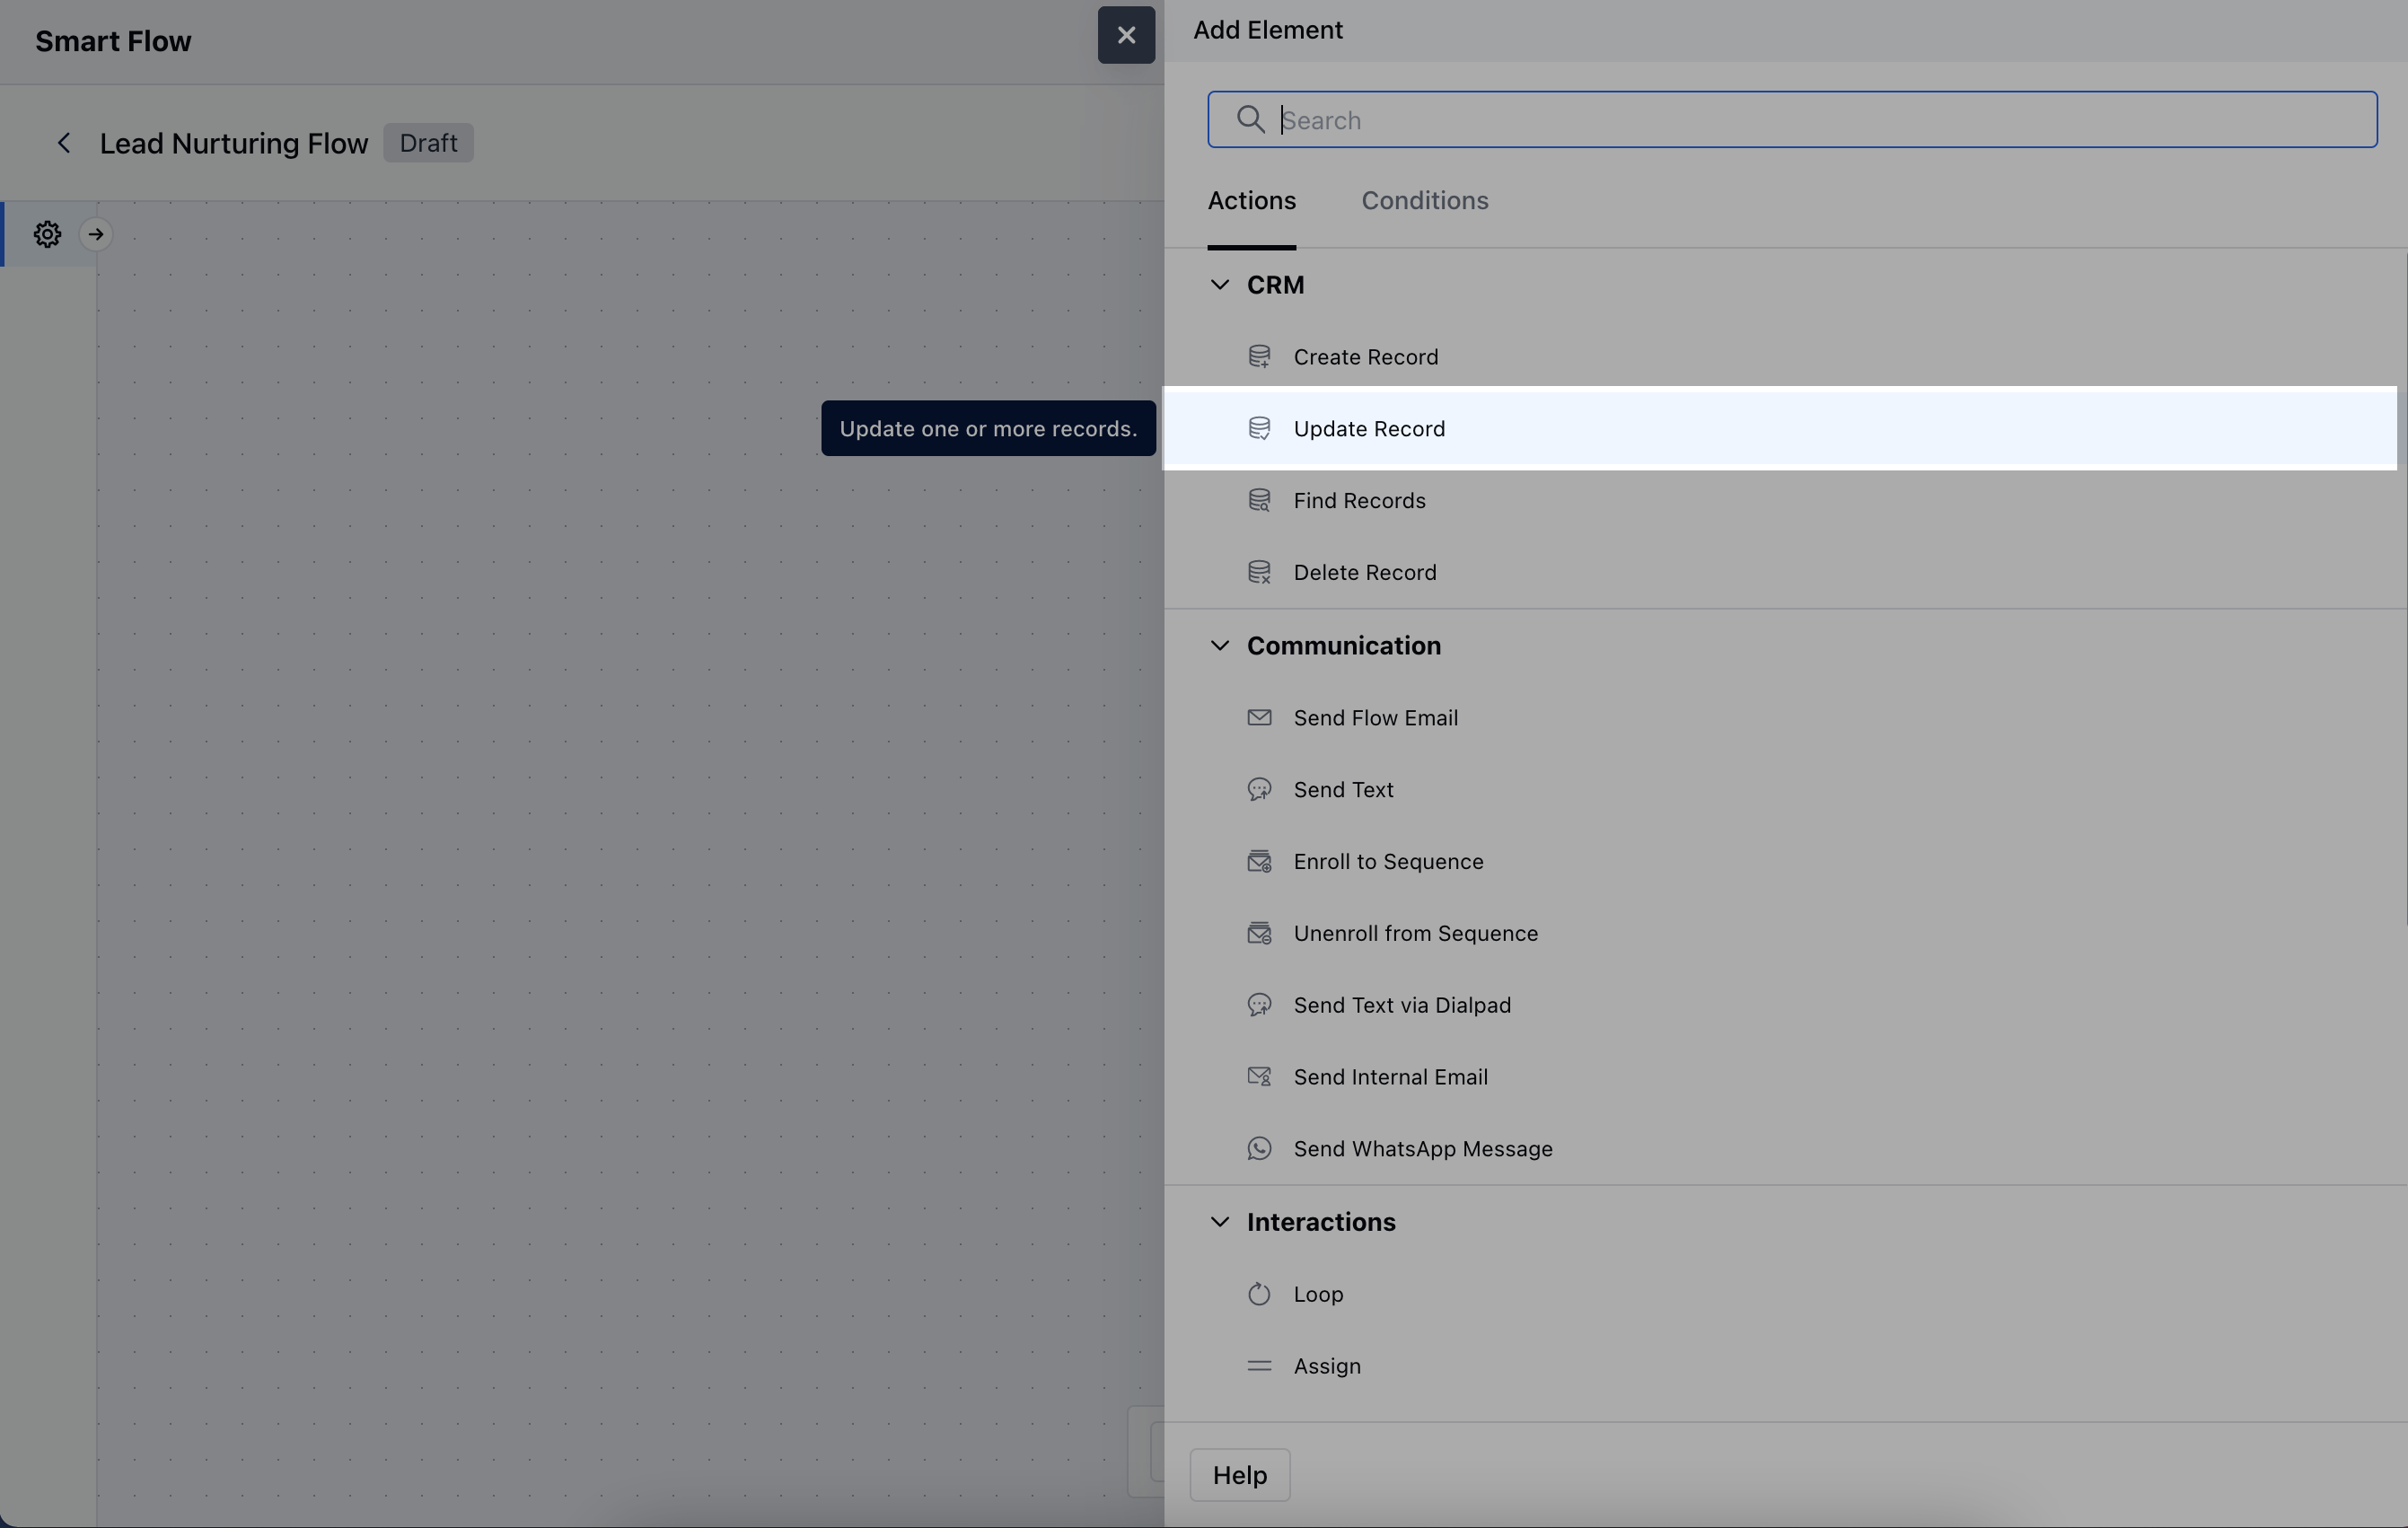 Smart Flow
Lead Nurturing Flow
Draft
Update one or more records.
Add Element
Search
Actions
Conditions
CRM
Create Record
Update Record
Find Records
Delete Record
Communication
Send Flow Email
Send Text
Enroll to Sequence
Unenroll from Sequence
Send Text via Dialpad
Send Internal Email
Send WhatsApp Message
Interactions
Loop
Assign
Help